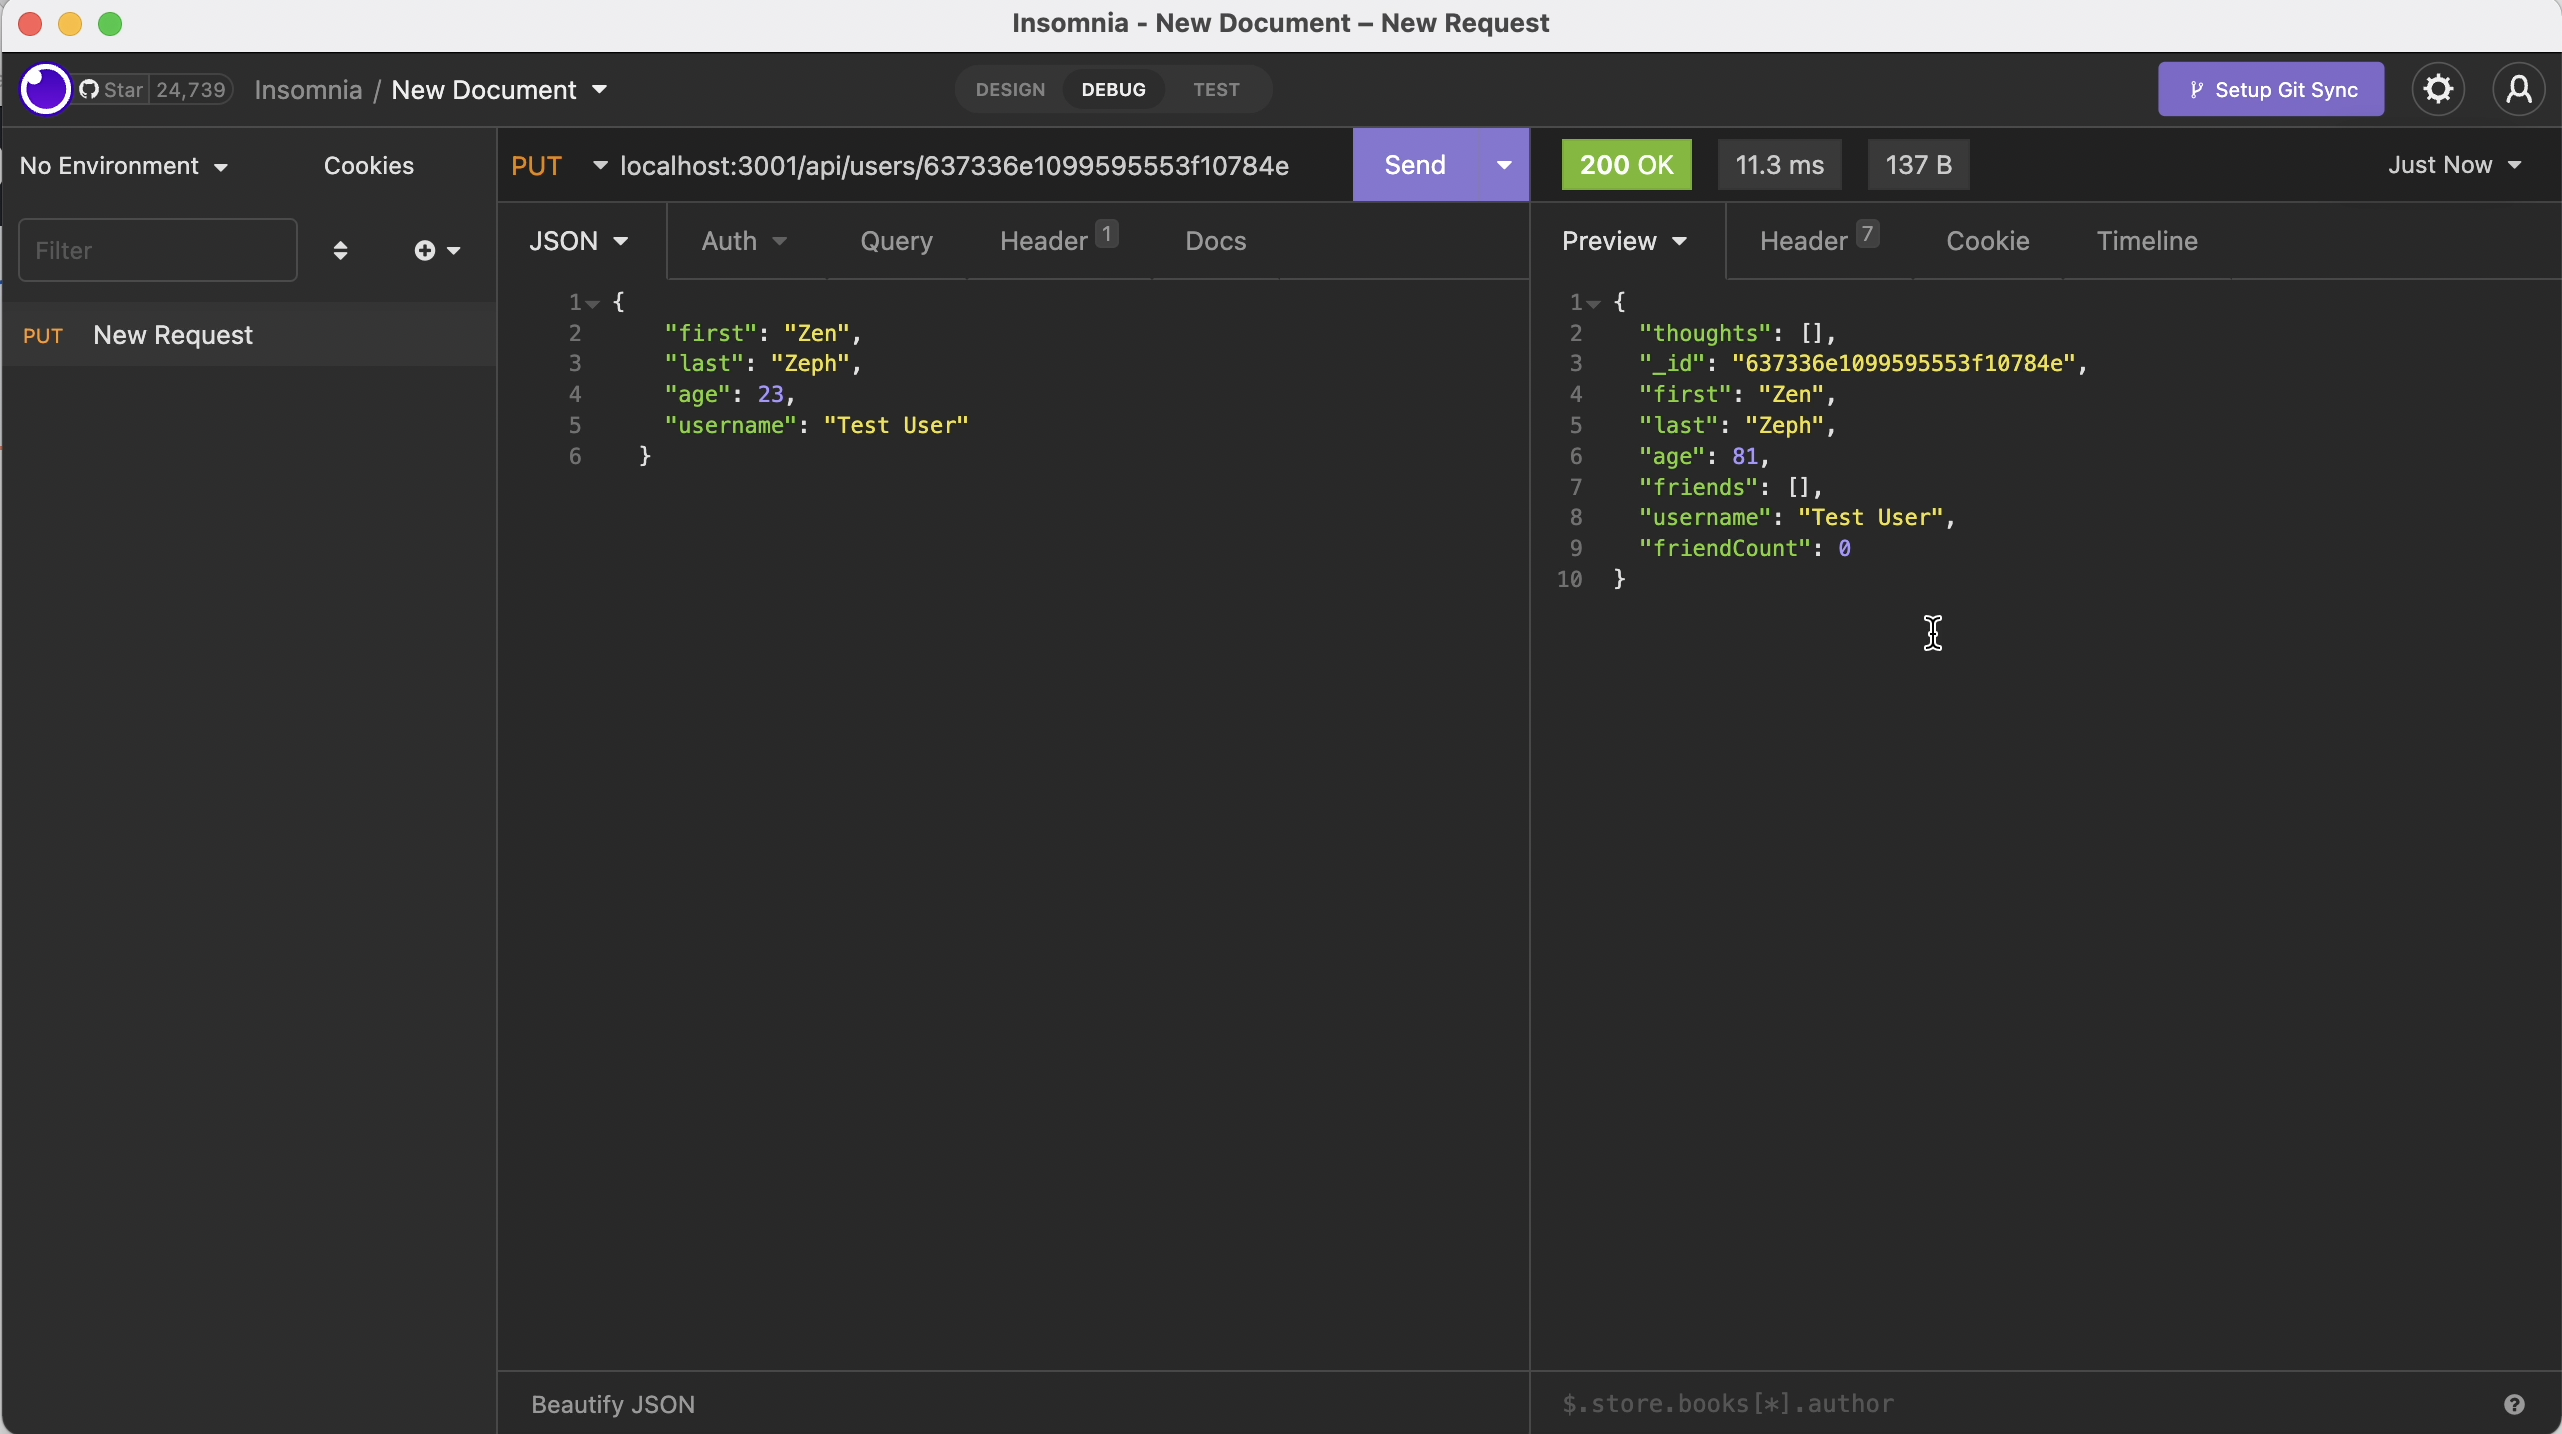 Insomnia - New Document – New Request
Star 24,739 Insomnia / New Document DESIGN DEBUG TEST Setup Git Sync
No Environment Cookies
Filter
PUT New Request
PUT localhost:3001/api/users/637336e1099595553f10784e Send
JSON Auth Query Header 1 Docs
1 {
2 "first": "Zen",
3 "last": "Zeph",
4 "age": 23,
5 "username": "Test User"
6 }
Beautify JSON
200 OK 11.3 ms 137 B Just Now
Preview Header 7 Cookie Timeline
1 {
2 "thoughts": [],
3 "_id": "637336e1099595553f10784e",
4 "first": "Zen",
5 "last": "Zeph",
6 "age": 81,
7 "friends": [],
8 "username": "Test User",
9 "friendCount": 0
10 }
$.store.books[*].author